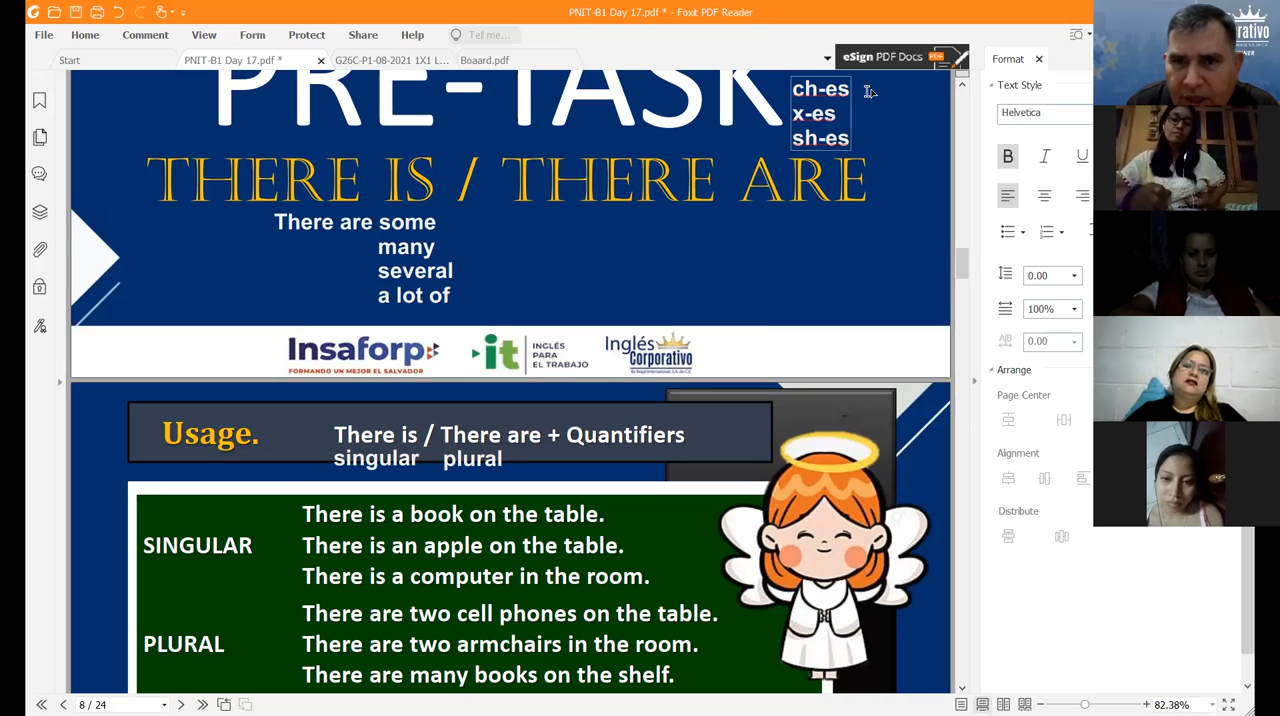 PNIT-B1 Day 17.pdf * - Foxit PDF Reader
File Home Comment View Form Protect Share Help Tell me...
Start PNIT-B1 Day 17.pdf * G26C-P1-08-2021 1X1 L... Boaard.pdf
eSign PDF Docs
Format
Text Style
Helvetica
B I U
0.00
100%
0.00
Arrange
Page Center
Alignment
Distribute
PRE-TASK
ch-es
x-es
sh-es
THERE IS / THERE ARE
There are some
many
several
a lot of
Insaforp
FORMANDO UN MEJOR EL SALVADOR
it INGLÉS
PARA
EL TRABAJO
Inglés
Corporativo
Usage. There is / There are + Quantifiers
singular plural
SINGULAR
There is a book on the table.
There is an apple on the table.
There is a computer in the room.
PLURAL
There are two cell phones on the table.
There are two armchairs in the room.
There are many books on the shelf.
8 / 24
82.38%